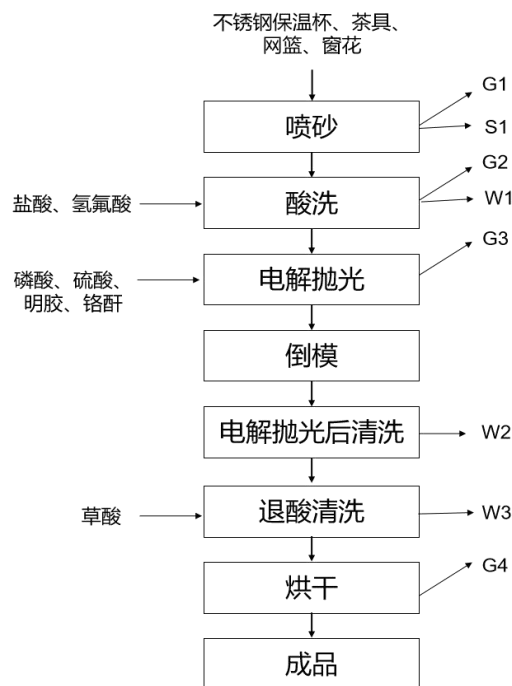 不锈钢保温杯、茶具、
网篮、窗花
G1
喷砂
S1
G2
盐酸、氢氟酸
酸洗
W1
G3
磷酸、硫酸、
明胶、铬酐
电解抛光
倒模
电解抛光后清洗
W2
草酸
退酸清洗
W3
G4
烘干
成品